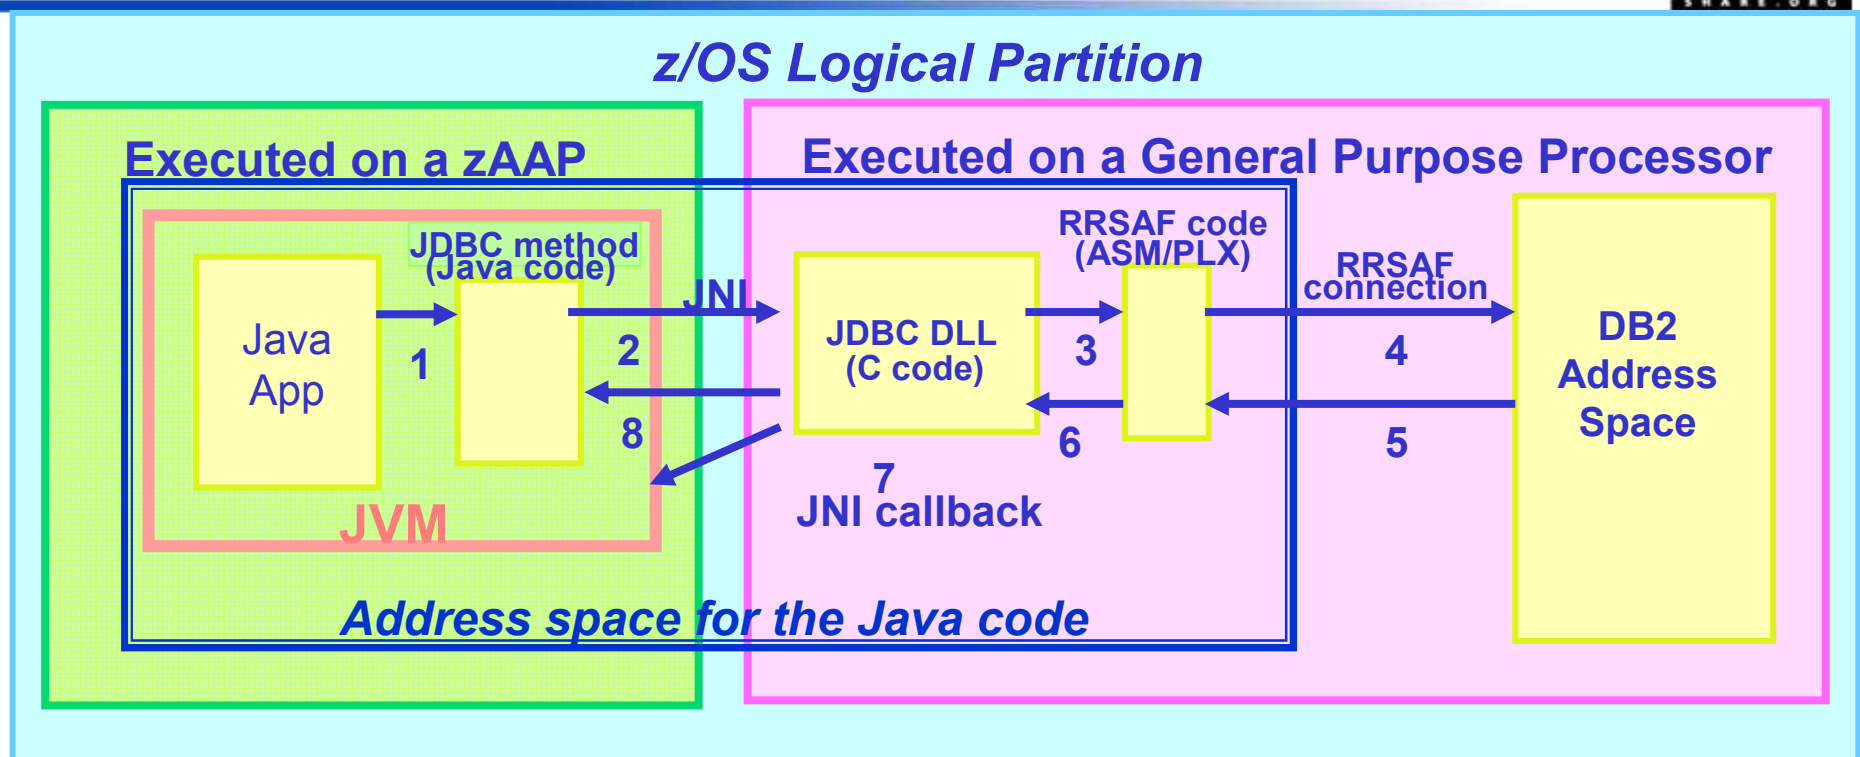 SHARE.ORG
z/OS Logical Partition
Executed on a zAAP
Executed on a General Purpose Processor
JDBC method
(Java code)
Java
App
1
JNI
2
8
JVM
JDBC DLL
(C code)
7
JNI callback
RRSAF code
(ASM/PLX)
3
6
RRSAF
connection
4
5
DB2
Address
Space
Address space for the Java code